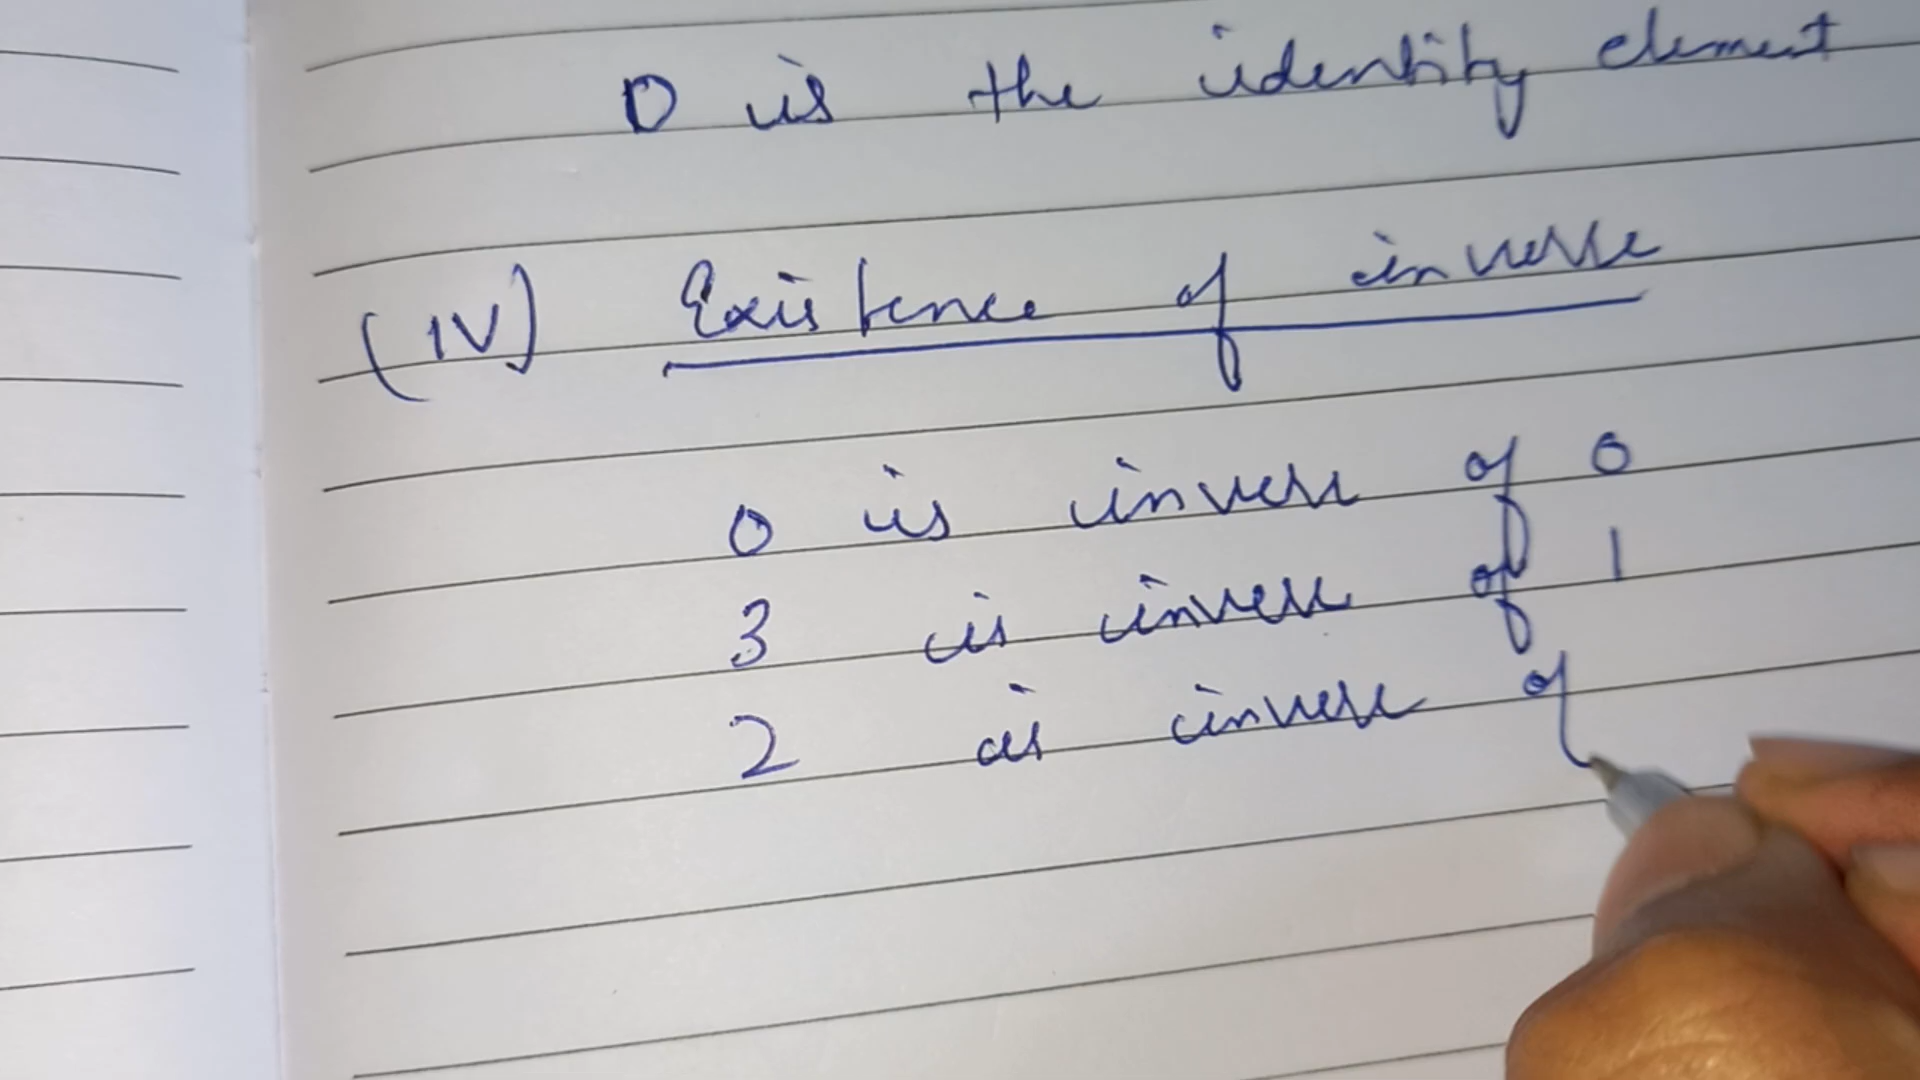 0 is the identity element
(IV) Existence of inverse
0 is inverse of 0
3 is inverse of 1
2 is inverse of